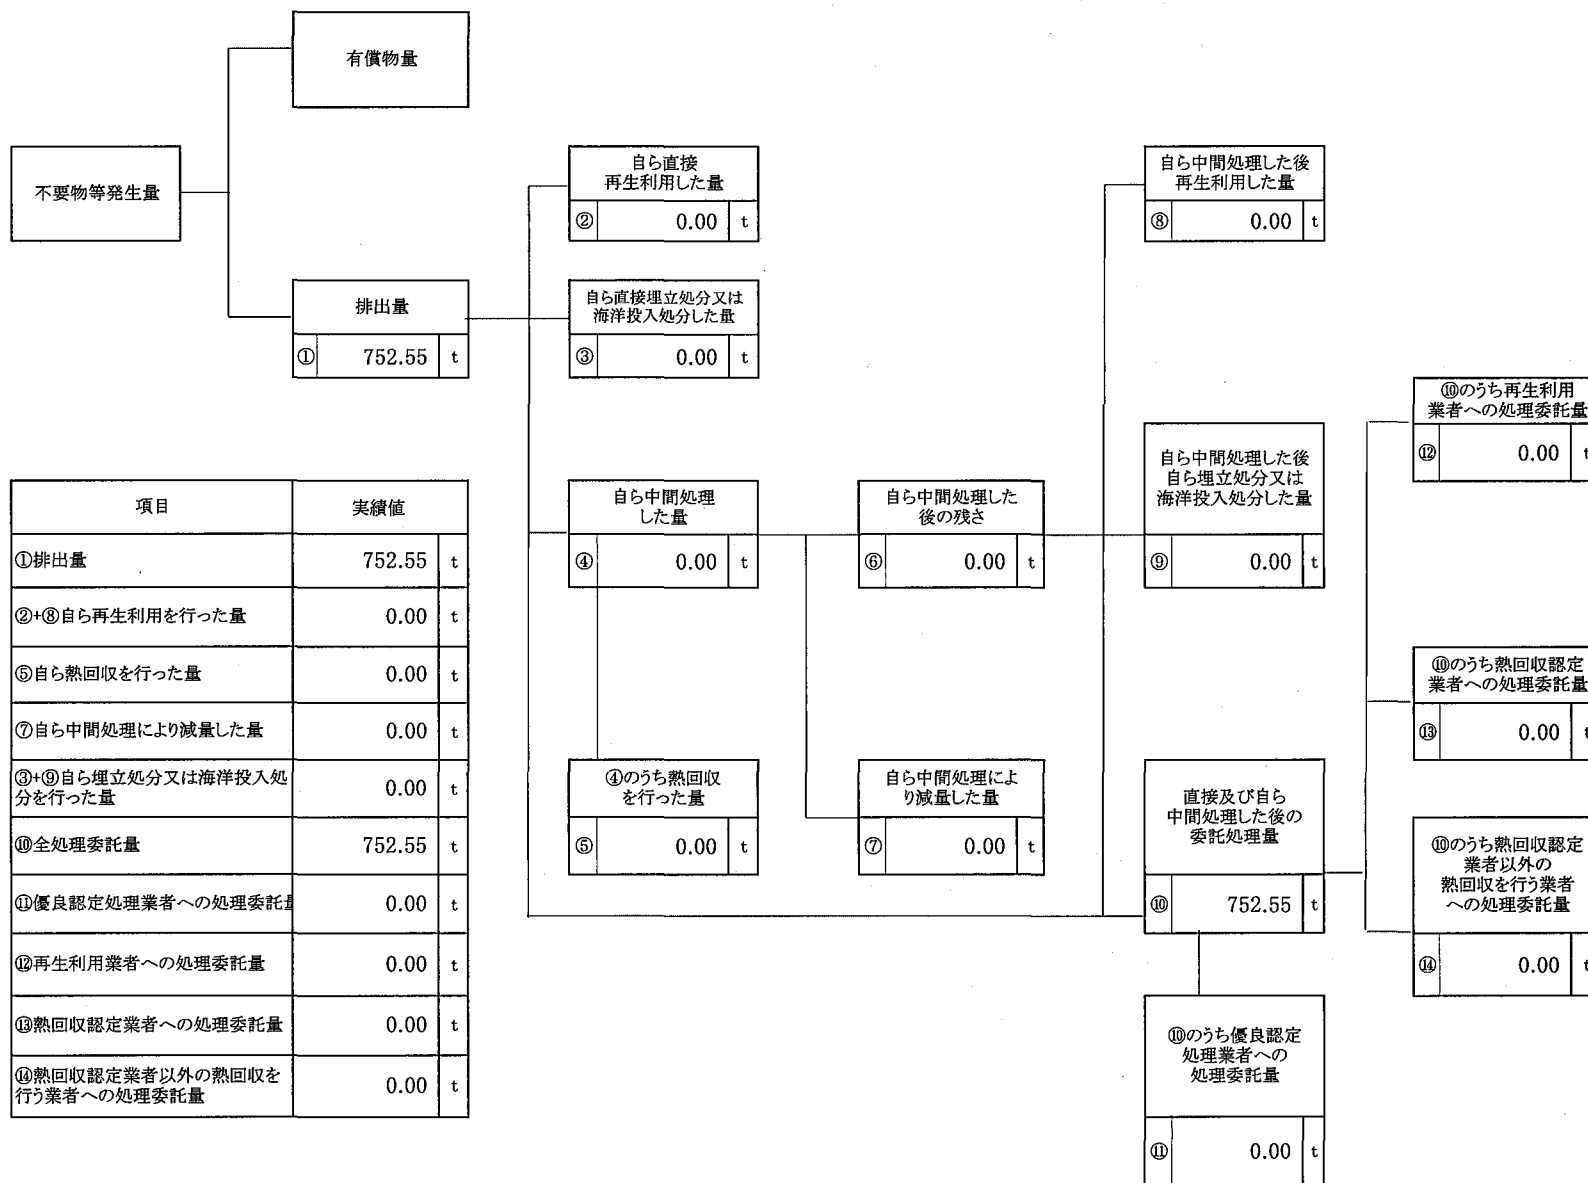 有償物量
不要物等発生量
排出量
① 752.55 t
自ら直接
再生利用した量
② 0.00 t
自ら直接埋立処分又は
海洋投入処分した量
③ 0.00 t
自ら中間処理
した量
④ 0.00 t
④のうち熱回収
を行った量
⑤ 0.00 t
自ら中間処理した
後の残さ
⑥ 0.00 t
自ら中間処理によ
り減量した量
⑦ 0.00 t
自ら中間処理した後
再生利用した量
⑧ 0.00 t
自ら中間処理した後
自ら埋立処分又は
海洋投入処分した量
⑨ 0.00 t
直接及び自ら
中間処理した後の
委託処理量
⑩ 752.55 t
⑩のうち優良認定
処理業者への
処理委託量
⑪ 0.00 t
⑩のうち再生利用
業者への処理委託量
⑫ 0.00 t
⑩のうち熱回収認定
業者への処理委託量
⑬ 0.00 t
⑩のうち熱回収認定
業者以外の
熱回収を行う業者
への処理委託量
⑭ 0.00 t
項目 実績値
①排出量 752.55 t
②+⑧自ら再生利用を行った量 0.00 t
⑤自ら熱回収を行った量 0.00 t
⑦自ら中間処理により減量した量 0.00 t
③+⑨自ら埋立処分又は海洋投入処
分を行った量 0.00 t
⑩全処理委託量 752.55 t
⑪優良認定処理業者への処理委託量 0.00 t
⑫再生利用業者への処理委託量 0.00 t
⑬熱回収認定業者への処理委託量 0.00 t
⑭熱回収認定業者以外の熱回収を
行う業者への処理委託量 0.00 t